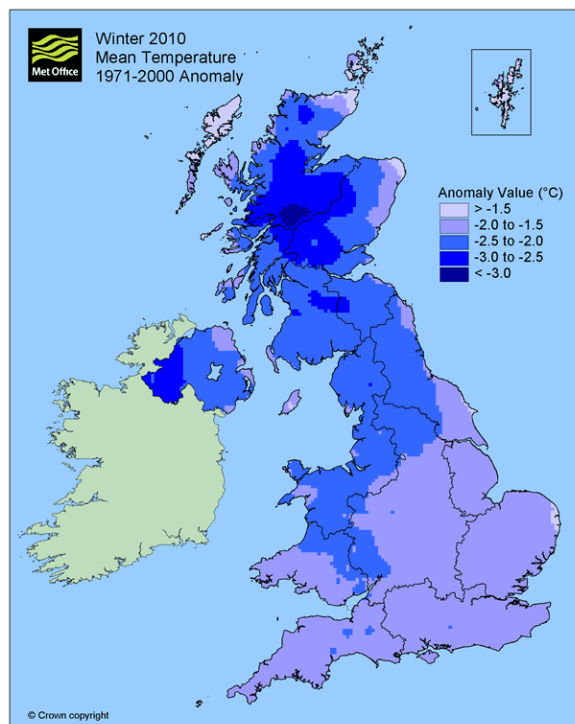 Met Office
Winter 2010
Mean Temperature
1971-2000 Anomaly
Anomaly Value (°C)
> -1.5
-2.0 to -1.5
-2.5 to -2.0
-3.0 to -2.5
< -3.0
© Crown copyright